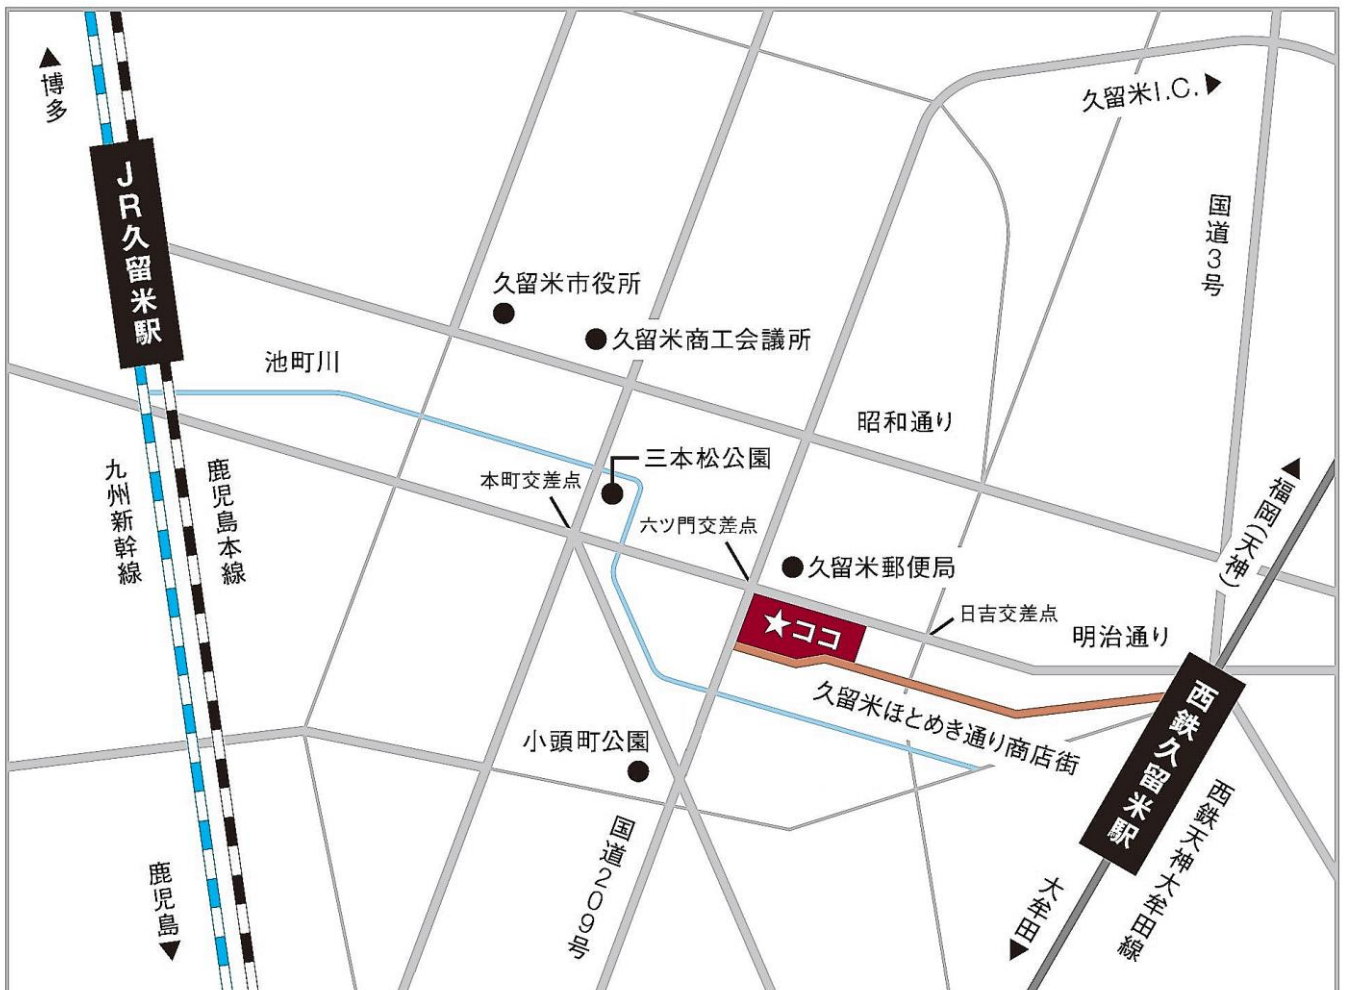 博多
久留米I.C.
JR久留米駅
国道3号
久留米市役所
久留米商工会議所
池町川
昭和通り
三本松公園
本町交差点
九州新幹線
鹿児島本線
福岡(天神)
六ツ門交差点
久留米郵便局
日吉交差点
明治通り
★ココ
久留米ほとめき通り商店街
西鉄久留米駅
小頭町公園
西鉄天神大牟田線
国道209号
鹿児島
大牟田